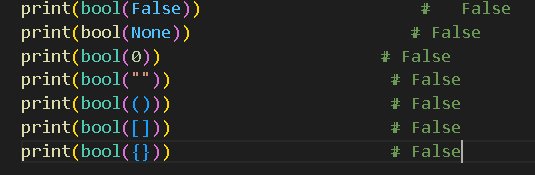 print(bool(False))                      #   False
print(bool(None))                      # False
print(bool(0))                      # False
print(bool(""))                      # False
print(bool(()))                      # False
print(bool([]))                      # False
print(bool({}))                      # False